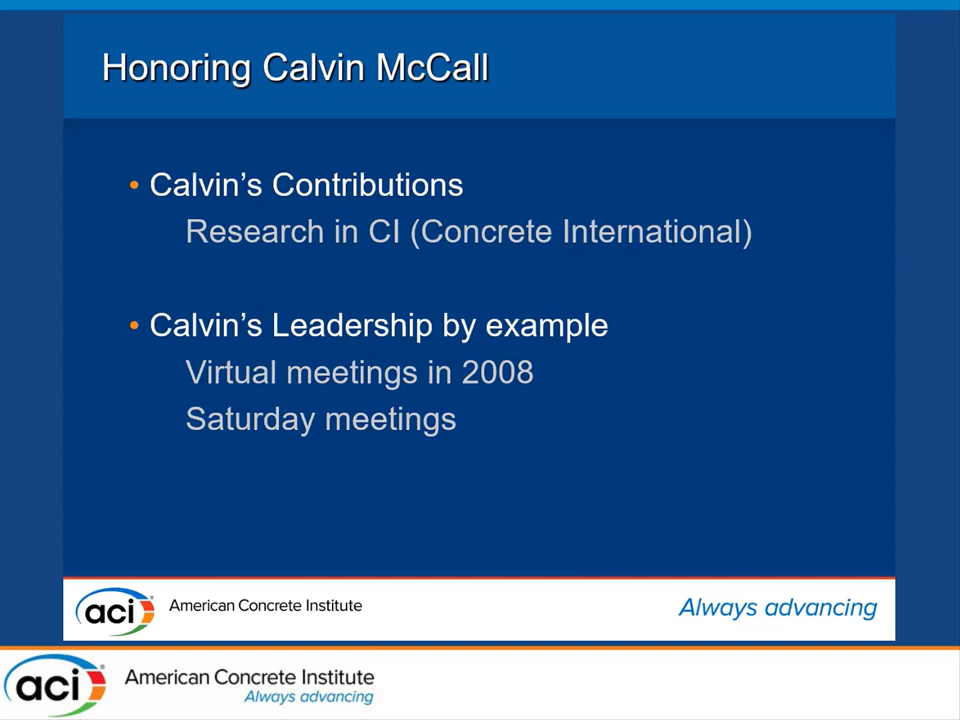 Honoring Calvin McCall
• Calvin's Contributions
Research in CI (Concrete International)
• Calvin's Leadership by example
Virtual meetings in 2008
Saturday meetings
aci American Concrete Institute
Always advancing
aci American Concrete Institute
Always advancing